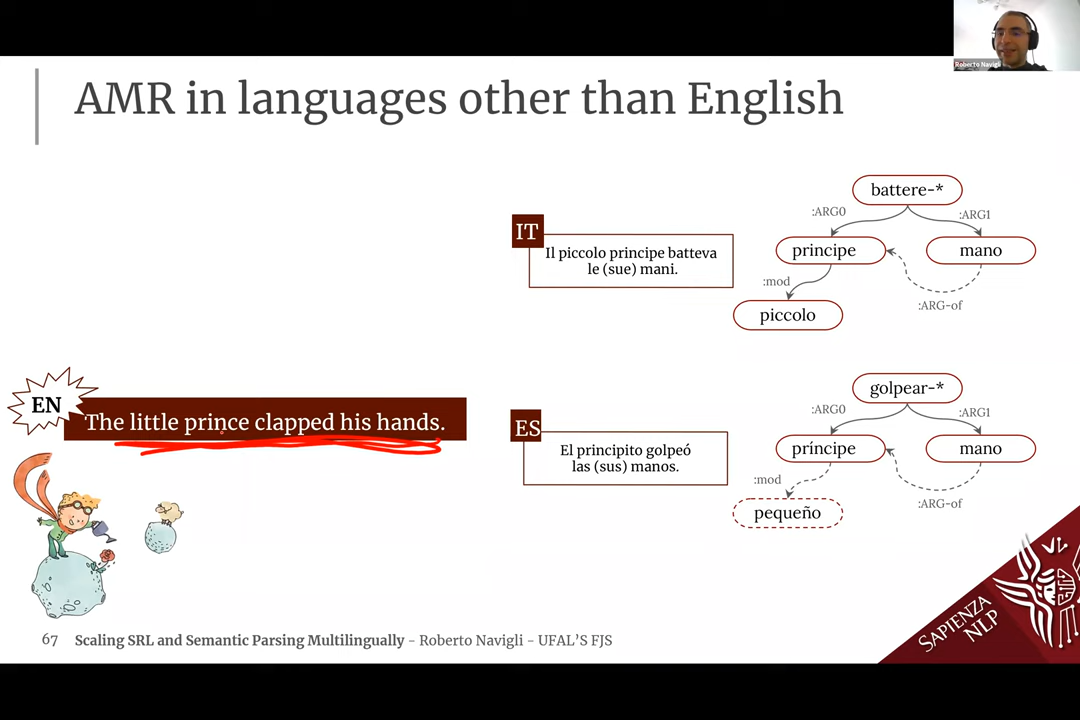 Roberto Navigli
AMR in languages other than English
IT
Il piccolo principe batteva
le (sue) mani.
battere-*
:ARG0
:ARG1
principe
mano
:mod
:ARG-of
piccolo
EN
The little prince clapped his hands.
ES
El principito golpeó
las (sus) manos.
golpear-*
:ARG0
:ARG1
príncipe
mano
:mod
:ARG-of
pequeño
67 Scaling SRL and Semantic Parsing Multilingually - Roberto Navigli - UFAL'S FJS
SAPIENZA
NLP